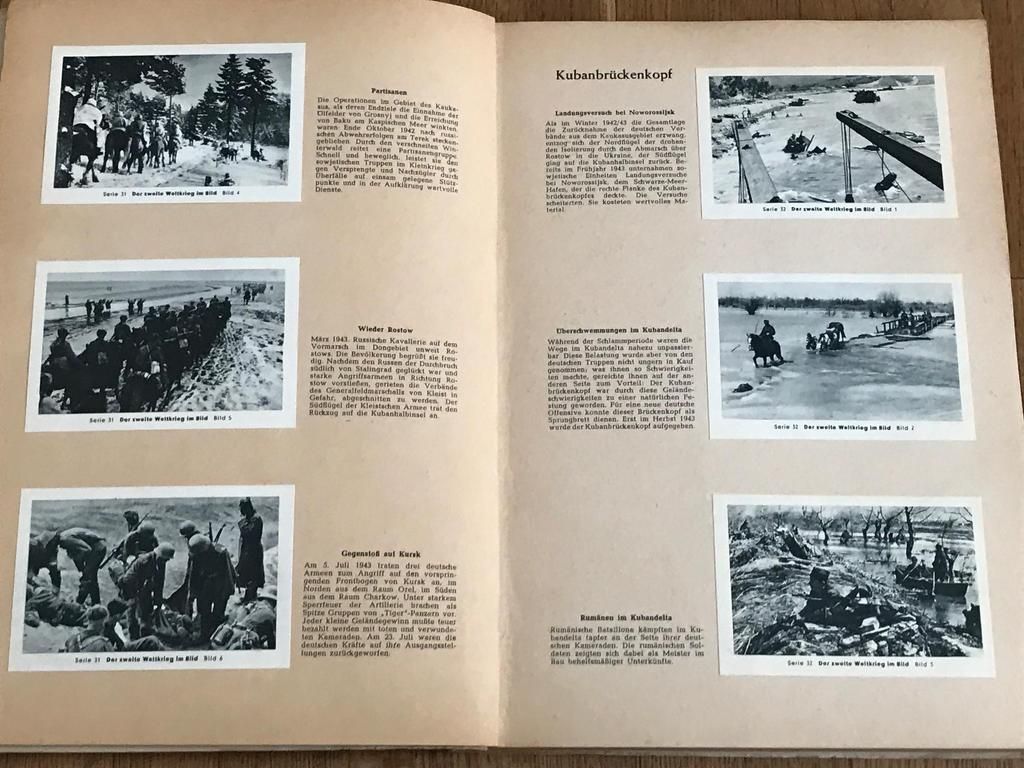 Partisanen
Die Operationen im Gebiet des Kauka-
sus, als deren Endziele die Einnahme der
Ölfelder von Grosnyj und die Erreichung
von Baku am Kaspischen Meer winkten,
waren Ende Oktober 1942 nach russi-
schen Abwehrerfolgen am Terek stecken-
geblieben. Durch den verschneiten Win-
terwald reitet eine Partisanengruppe.
Schnell und beweglich, leistet sie den
sowjetischen Truppen im Kleinkrieg ge-
gen Versprengte und Nachzügler durch
Überfälle auf einsam gelegene Stütz-
punkte und in der Aufklärung wertvolle
Dienste.
Serie 31 Der zweite Weltkrieg im Bild Bild 4
Wieder Rostow
März 1943. Russische Kavallerie auf dem
Vormarsch im Dongebiet unweit Ro-
stows. Die Bevölkerung begrüßt sie freu-
dig. Nachdem den Russen der Durchbruch
südlich von Stalingrad geglückt war und
starke Angriffsarmeen in Richtung Ro-
stow vorstießen, gerieten die Verbände
des Generalfeldmarschalls von Kleist in
Gefahr, abgeschnitten zu werden. Der
Südflügel der Kleistschen Armee trat den
Rückzug auf die Kubanhalbinsel an.
Serie 31 Der zweite Weltkrieg im Bild Bild 5
Gegenstoß auf Kursk
Am 5. Juli 1943 traten drei deutsche
Armeen zum Angriff auf den vorsprin-
genden Frontbogen von Kursk an, im
Norden aus dem Raum Orel, im Süden
aus dem Raum Charkow. Unter starkem
Sperrfeuer der Artillerie brachen als
Spitze Gruppen von „Tiger"-Panzern vor.
Jeder kleine Geländegewinn mußte teuer
bezahlt werden mit toten und verwunde-
ten Kameraden. Am 23. Juli waren die
deutschen Kräfte auf ihre Ausgangsstel-
lungen zurückgeworfen.
Serie 31 Der zweite Weltkrieg im Bild Bild 6
Kubanbrückenkopf
Landungsversuch bei Noworossijsk
Als im Winter 1942/43 die Gesamtlage
die Zurücknahme der deutschen Ver-
bände aus dem Kaukasusgebiet erzwang,
entzog sich der Nordflügel der drohen-
den Isolierung durch den Abmarsch über
Rostow in die Ukraine, der Südflügel
ging auf die Kubanhalbinsel zurück. Be-
reits im Frühjahr 1943 unternahmen so-
wjetische Einheiten Landungsversuche
bei Noworossijsk, dem Schwarze-Meer-
Hafen, der die rechte Flanke des Kuban-
brückenkopfes deckte. Die Versuche
scheiterten. Sie kosteten wertvolles Ma-
terial.
Serie 32 Der zweite Weltkrieg im Bild Bild 1
Überschwemmungen im Kubandelta
Während der Schlammperiode waren die
Wege im Kubandelta nahezu unpassier-
bar. Diese Belastung wurde aber von den
deutschen Truppen nicht ungern in Kauf
genommen; was ihnen so Schwierigkei-
ten machte, gereichte ihnen auf der an-
deren Seite zum Vorteil: Der Kuban-
brückenkopf war durch diese Gelände-
schwierigkeiten zu einer natürlichen Fe-
stung geworden. Für eine neue deutsche
Offensive konnte dieser Brückenkopf als
Sprungbrett dienen. Erst im Herbst 1943
wurde der Kubanbrückenkopf aufgegeben.
Serie 32 Der zweite Weltkrieg im Bild Bild 2
Rumänen im Kubandelta
Rumänische Bataillone kämpften im Ku-
bandelta tapfer an der Seite ihrer deut-
schen Kameraden. Die rumänischen Sol-
daten zeigten sich dabei als Meister im
Bau behelfsmäßiger Unterkünfte.
Serie 32 Der zweite Weltkrieg im Bild Bild 3